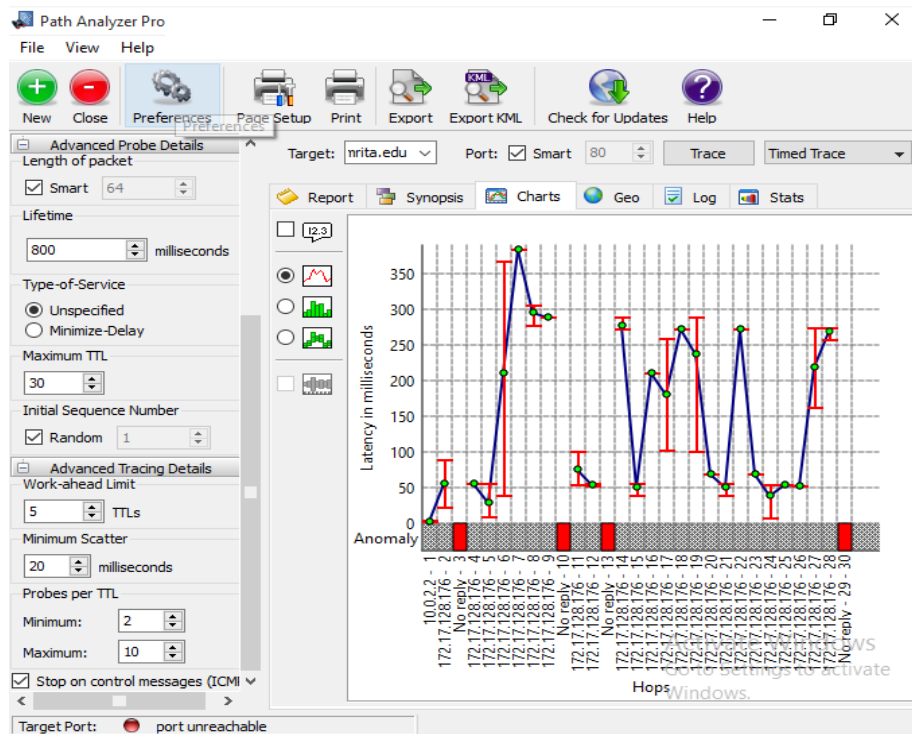 Path Analyzer Pro
File View Help
New Close Preferences Page Setup Print Export Export KML Check for Updates Help
KML
Preferences
Advanced Probe Details
Length of packet
Smart 64
Lifetime
800 milliseconds
Type-of-Service
Unspecified
Minimize-Delay
Maximum TTL
30
Initial Sequence Number
Random 1
Advanced Tracing Details
Work-ahead Limit
5 TTLs
Minimum Scatter
20 milliseconds
Probes per TTL
Minimum: 2
Maximum: 10
Stop on control messages (ICM
Target: mrita.edu Port: Smart 80 Trace Timed Trace
Report Synopsis Charts Geo Log Stats
12.3
Latency in milliseconds
350
300
250
200
150
100
50
0
Anomaly
10.0.2.2 - 1
172.17.128.176 - 2
No reply - 3
172.17.128.176 - 4
172.17.128.176 - 5
172.17.128.176 - 6
172.17.128.176 - 7
172.17.128.176 - 8
172.17.128.176 - 9
No reply - 10
172.17.128.176 - 11
172.17.128.176 - 12
No reply - 13
172.17.128.176 - 14
172.17.128.176 - 15
172.17.128.176 - 16
172.17.128.176 - 17
172.17.128.176 - 18
172.17.128.176 - 19
172.17.128.176 - 20
172.17.128.176 - 21
172.17.128.176 - 22
172.17.128.176 - 23
172.17.128.176 - 24
172.17.128.176 - 25
172.17.128.176 - 26
172.17.128.176 - 27
172.17.128.176 - 28
No reply - 29 - 30
Hops
Activate Windows
Go to Settings to activate
Windows.
Target Port: port unreachable